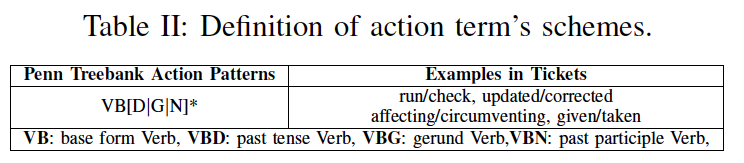 Table II: Definition of action term's schemes.
Penn Treebank Action Patterns Examples in Tickets
VB[D|G|N]* run/check, updated/corrected
affecting/circumventing, given/taken
VB: base form Verb, VBD: past tense Verb, VBG: gerund Verb,VBN: past participle Verb,